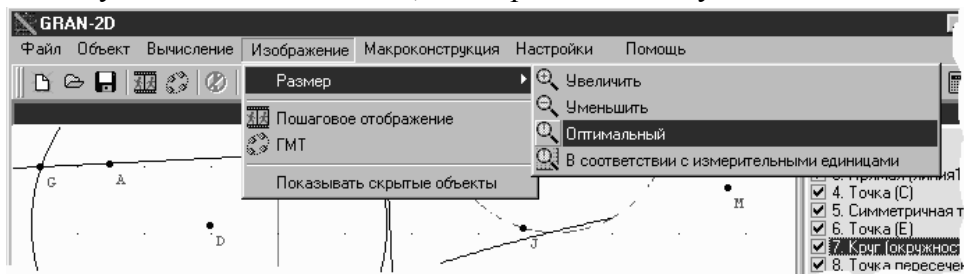 GRAN-2D
Файл Объект Вычисление Изображение Макроконструкция Настройки Помощь
Размер
Увеличить
Уменьшить
Оптимальный
В соответствии с измерительными единицами
Пошаговое отображение
ГМТ
Показывать скрытые объекты
G
A
D
J
M
4. Точка (C)
5. Симметричная т
6. Точка (E)
7. Круг (окружнос
8. Точка пересече